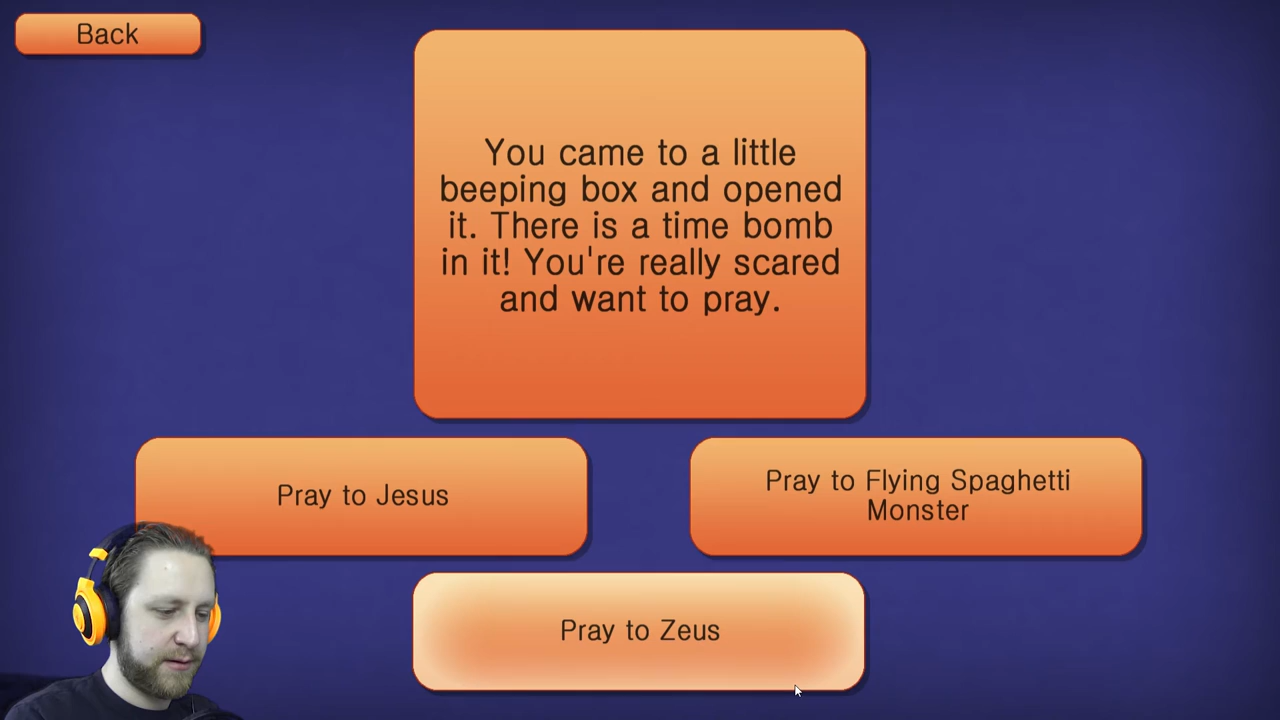 Back
You came to a little
beeping box and opened
it. There is a time bomb
in it! You're really scared
and want to pray.
Pray to Jesus
Pray to Flying Spaghetti
Monster
Pray to Zeus